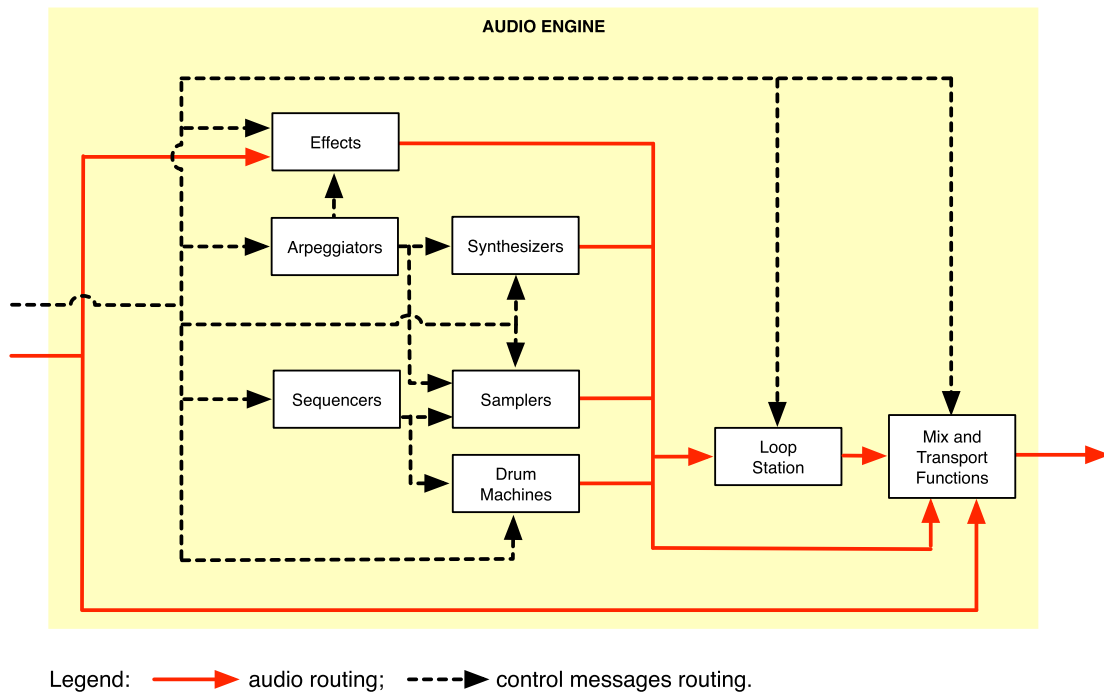 AUDIO ENGINE
Effects
Arpeggiators
Synthesizers
Sequencers
Samplers
Drum
Machines
Loop
Station
Mix and
Transport
Functions
Legend: audio routing; control messages routing.